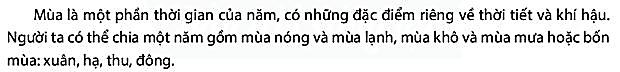 Mùa là một phần thời gian của năm, có những đặc điểm riêng về thời tiết và khí hậu.
Người ta có thể chia một năm gồm mùa nóng và mùa lạnh, mùa khô và mùa mưa hoặc bốn
mùa: xuân, hạ, thu, đông.